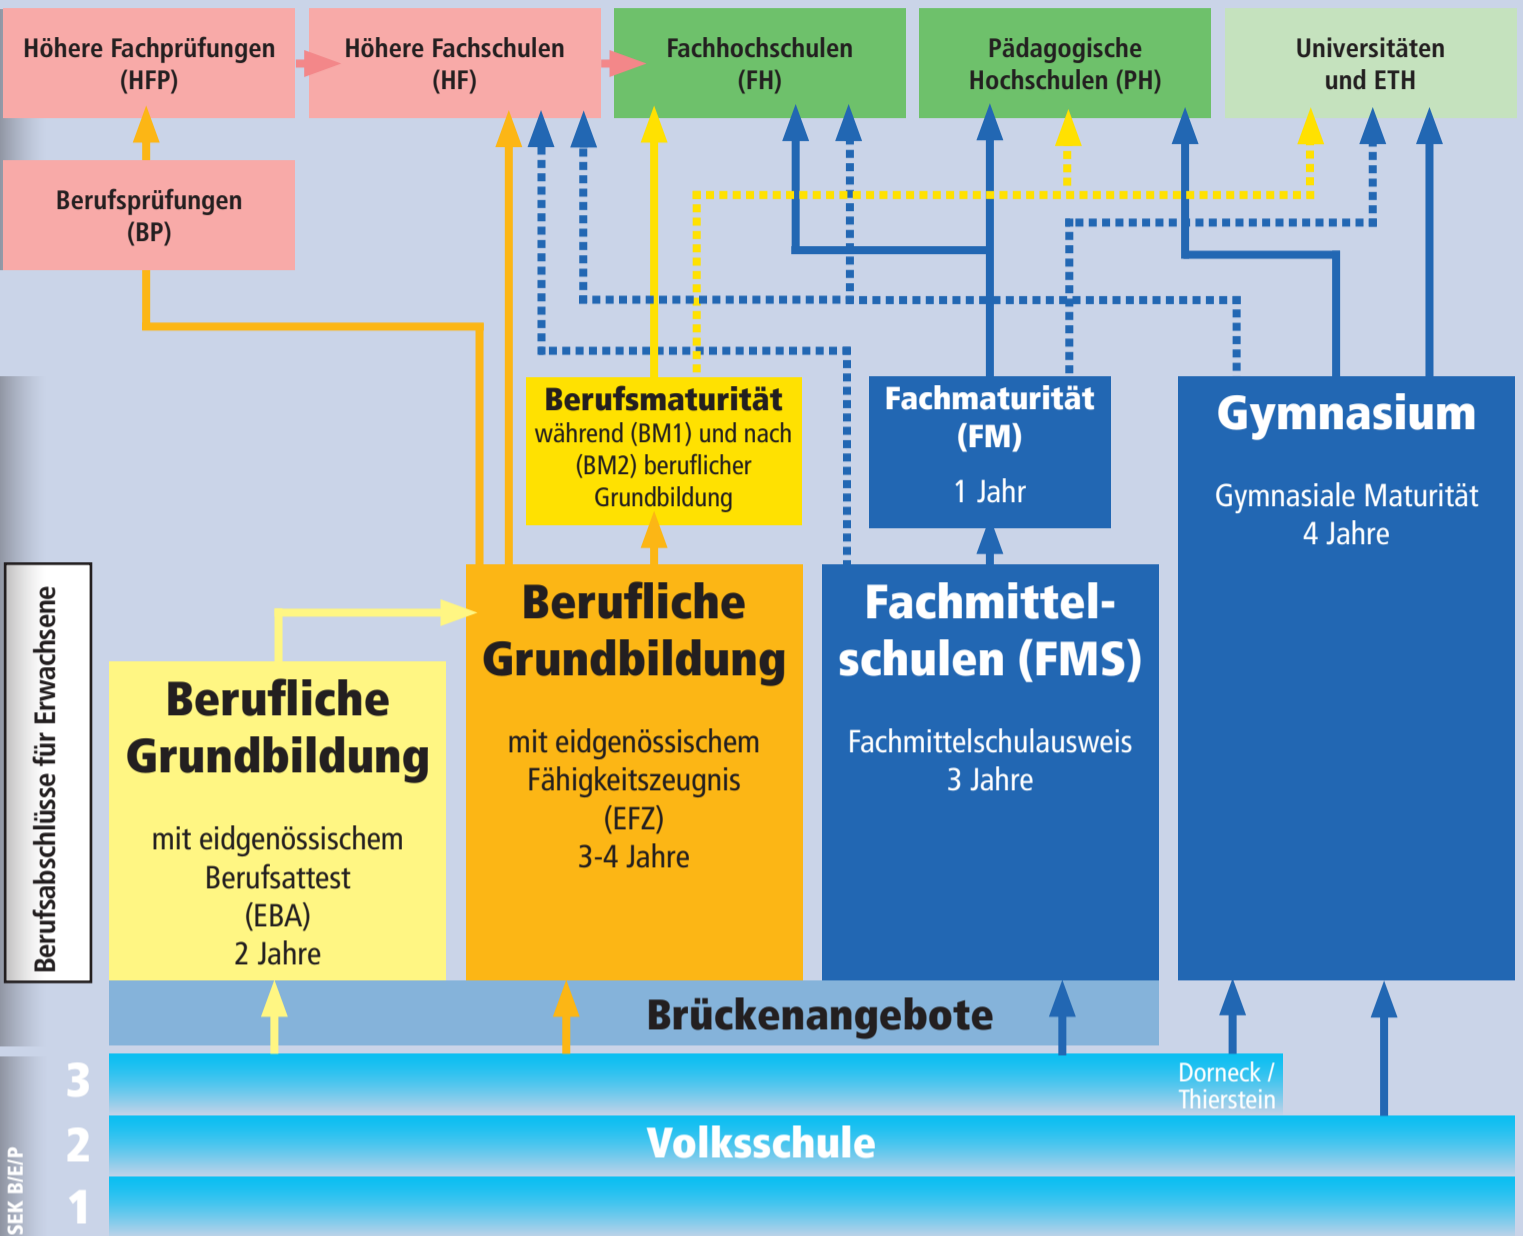 Höhere Fachprüfungen
(HFP)
Höhere Fachschulen
(HF)
Fachhochschulen
(FH)
Pädagogische
Hochschulen (PH)
Universitäten
und ETH
Berufsprüfungen
(BP)
Berufsmaturität
während (BM1) und nach
(BM2) beruflicher
Grundbildung
Fachmaturität
(FM)
1 Jahr
Gymnasium
Gymnasiale Maturität
4 Jahre
Berufsabschlüsse für Erwachsene
Berufliche
Grundbildung
mit eidgenössischem
Berufsattest
(EBA)
2 Jahre
Berufliche
Grundbildung
mit eidgenössischem
Fähigkeitszeugnis
(EFZ)
3-4 Jahre
Fachmittel-
schulen (FMS)
Fachmittelschulausweis
3 Jahre
Brückenangebote
3
Dorneck /
Thierstein
2
Volksschule
1
SEK B/E/P